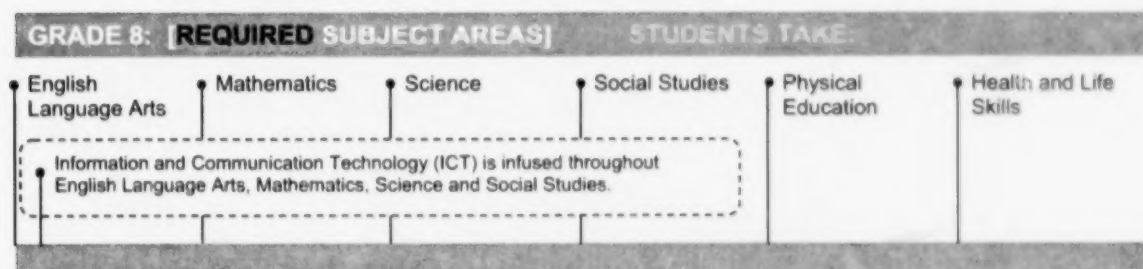 GRADE 8: [REQUIRED SUBJECT AREAS] STUDENTS TAKE:
English
Language Arts
Mathematics
Science
Social Studies
Physical
Education
Health and Life
Skills
Information and Communication Technology (ICT) is infused throughout
English Language Arts, Mathematics, Science and Social Studies.